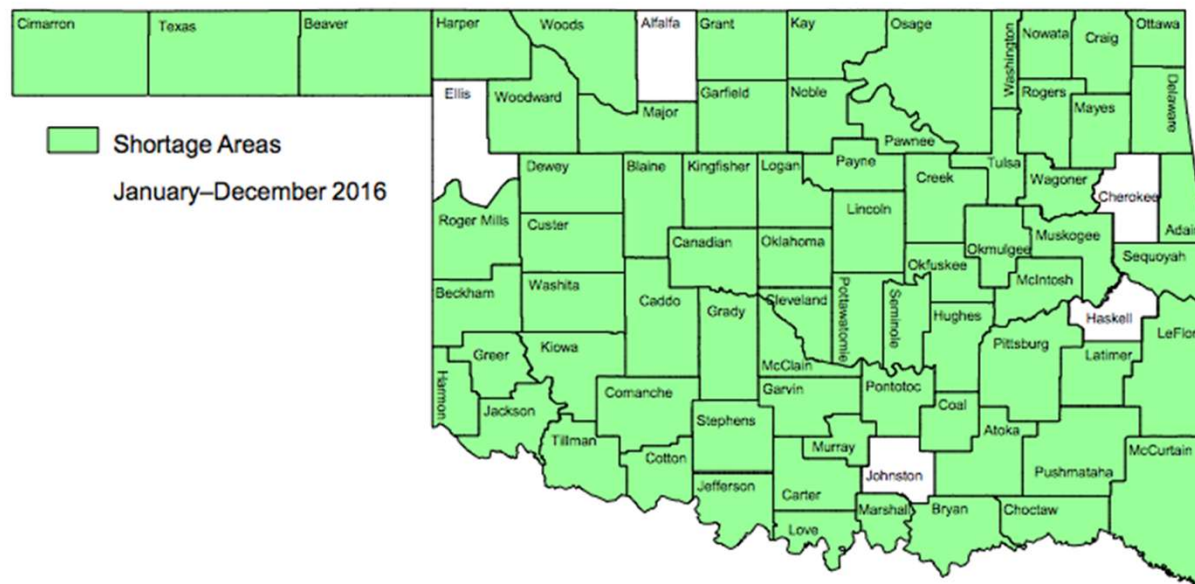 Cimarron
Texas
Beaver
Harper
Woods
Alfalfa
Grant
Kay
Osage
Washington
Nowata
Craig
Ottawa
Ellis
Woodward
Major
Garfield
Noble
Pawnee
Rogers
Mayes
Delaware
Shortage Areas
January–December 2016
Dewey
Blaine
Kingfisher
Logan
Payne
Creek
Tulsa
Wagoner
Cherokee
Adair
Roger Mills
Custer
Canadian
Oklahoma
Lincoln
Okfuskee
Okmulgee
Muskogee
Sequoyah
McIntosh
Beckham
Washita
Caddo
Grady
Cleveland
Pottawatomie
Seminole
Hughes
Haskell
Pittsburg
Latimer
LeFlor
Harmon
Greer
Kiowa
McClain
Comanche
Garvin
Pontotoc
Coal
Jackson
Tillman
Stephens
Murray
Atoka
McCurtain
Cotton
Jefferson
Carter
Johnston
Pushmataha
Love
Marshall
Bryan
Choctaw